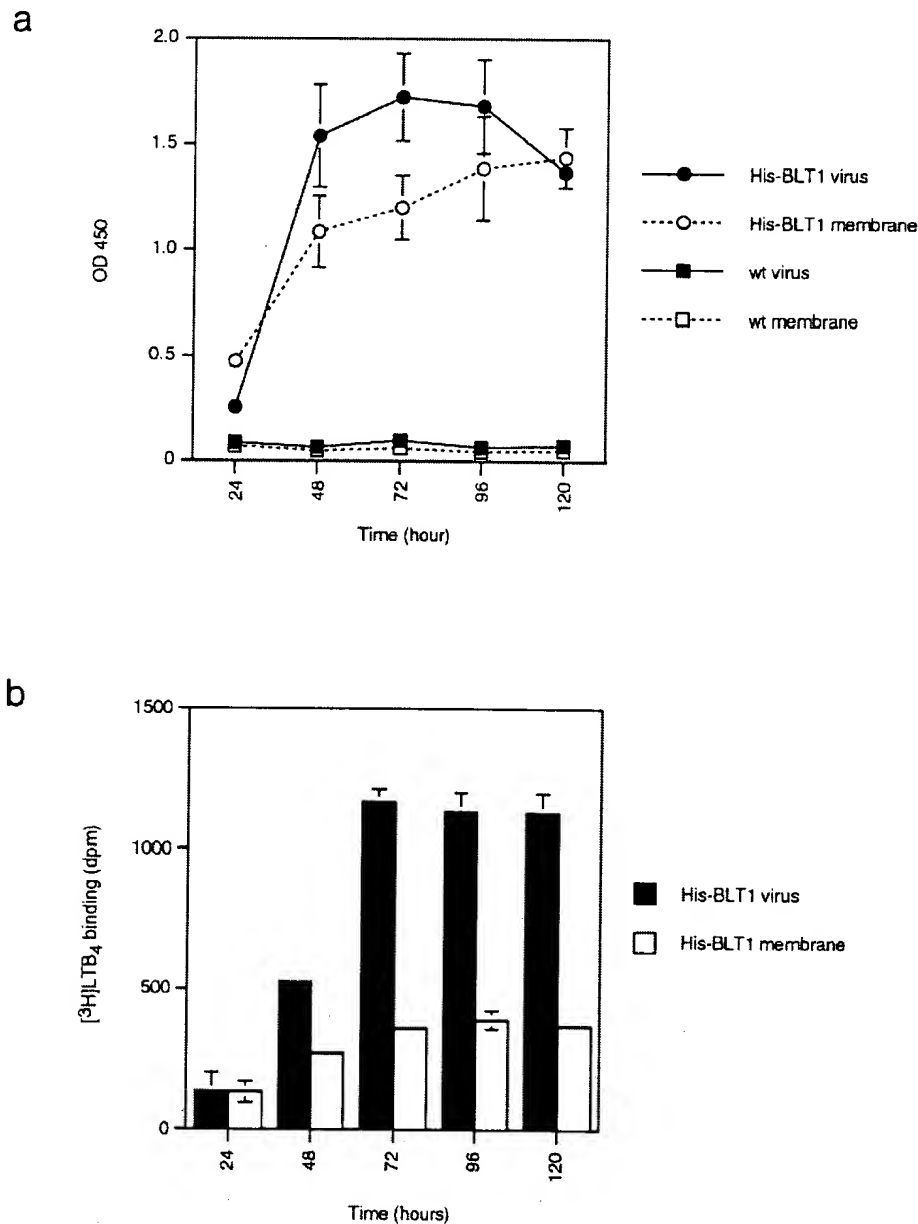 a
2.0
1.5
1.0
0.5
0
OD 450
24
48
72
96
120
Time (hour)
His-BLT1 virus
His-BLT1 membrane
wt virus
wt membrane
b
1500
1000
500
0
[3H]LTB4 binding (dpm)
24
48
72
96
120
Time (hours)
His-BLT1 virus
His-BLT1 membrane